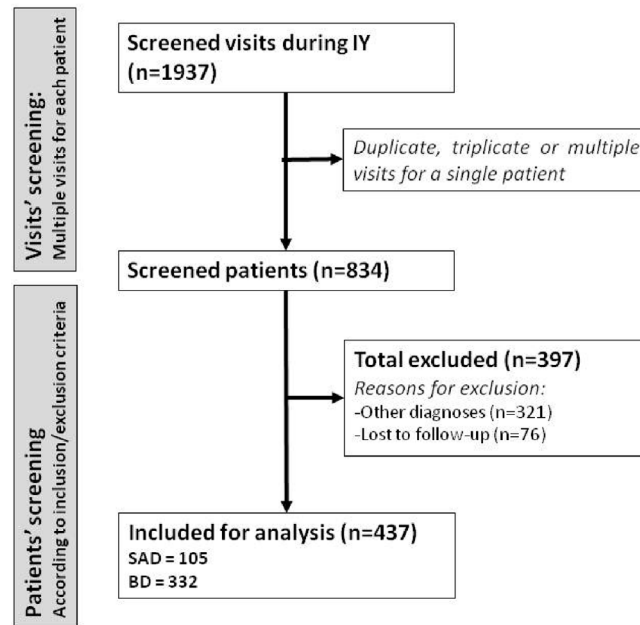 Visits' screening:
Multiple visits for each patient
Screened visits during IY
(n=1937)
Duplicate, triplicate or multiple
visits for a single patient
Screened patients (n=834)
Patients' screening
According to inclusion/exclusion criteria
Total excluded (n=397)
Reasons for exclusion:
-Other diagnoses (n=321)
-Lost to follow-up (n=76)
Included for analysis (n=437)
SAD = 105
BD = 332